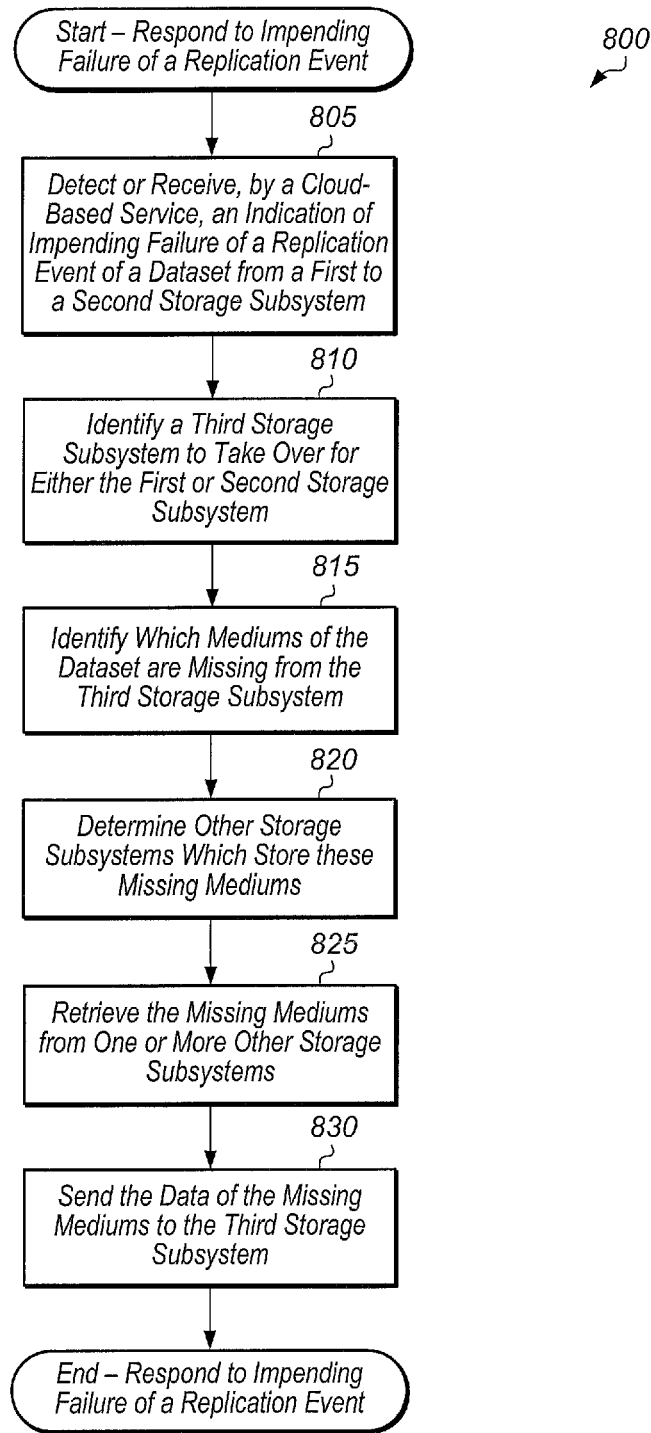 Start – Respond to Impending
Failure of a Replication Event
800
805
Detect or Receive, by a Cloud-
Based Service, an Indication of
Impending Failure of a Replication
Event of a Dataset from a First to
a Second Storage Subsystem
810
Identify a Third Storage
Subsystem to Take Over for
Either the First or Second Storage
Subsystem
815
Identify Which Mediums of the
Dataset are Missing from the
Third Storage Subsystem
820
Determine Other Storage
Subsystems Which Store these
Missing Mediums
825
Retrieve the Missing Mediums
from One or More Other Storage
Subsystems
830
Send the Data of the Missing
Mediums to the Third Storage
Subsystem
End – Respond to Impending
Failure of a Replication Event